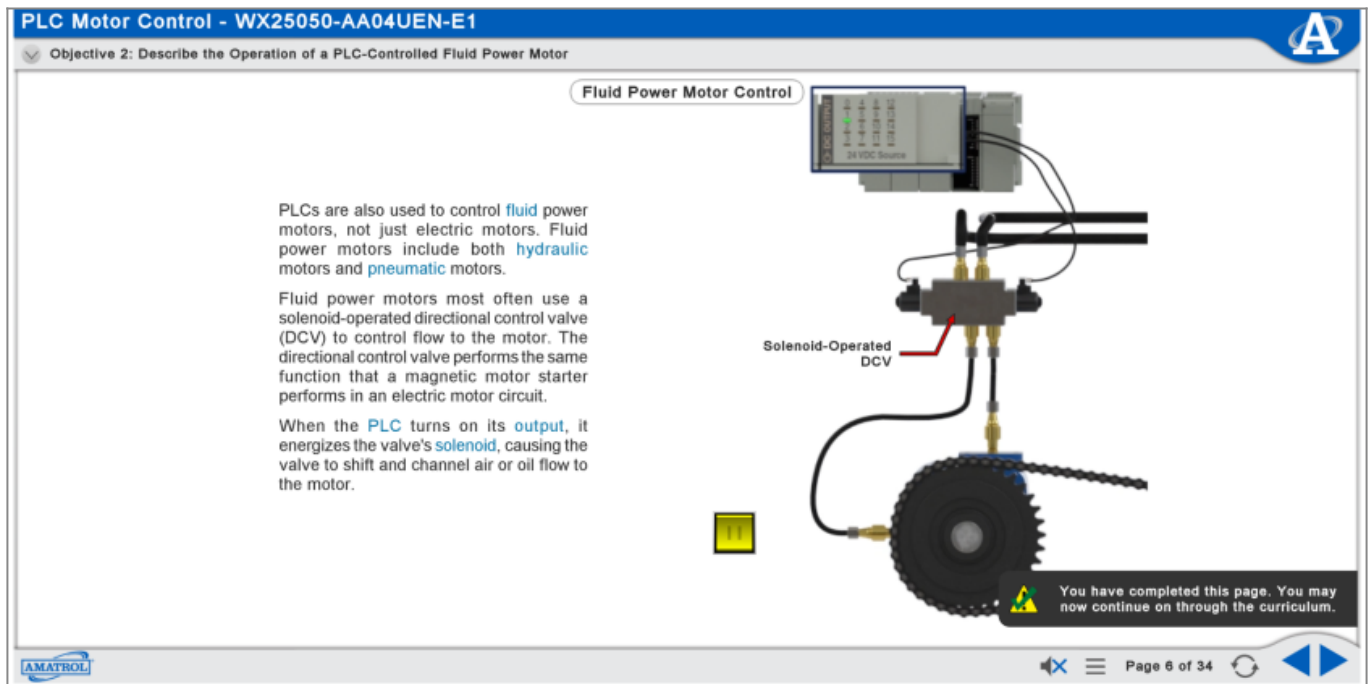 PLC Motor Control - WX25050-AA04UEN-E1
Objective 2: Describe the Operation of a PLC-Controlled Fluid Power Motor
A
Fluid Power Motor Control
DC OUTPUT
24 VDC Source
PLCs are also used to control fluid power
motors, not just electric motors. Fluid
power motors include both hydraulic
motors and pneumatic motors.
Fluid power motors most often use a
solenoid-operated directional control valve
(DCV) to control flow to the motor. The
directional control valve performs the same
function that a magnetic motor starter
performs in an electric motor circuit.
When the PLC turns on its output, it
energizes the valve's solenoid, causing the
valve to shift and channel air or oil flow to
the motor.
Solenoid-Operated
DCV
You have completed this page. You may
now continue on through the curriculum.
AMATROL
Page 6 of 34